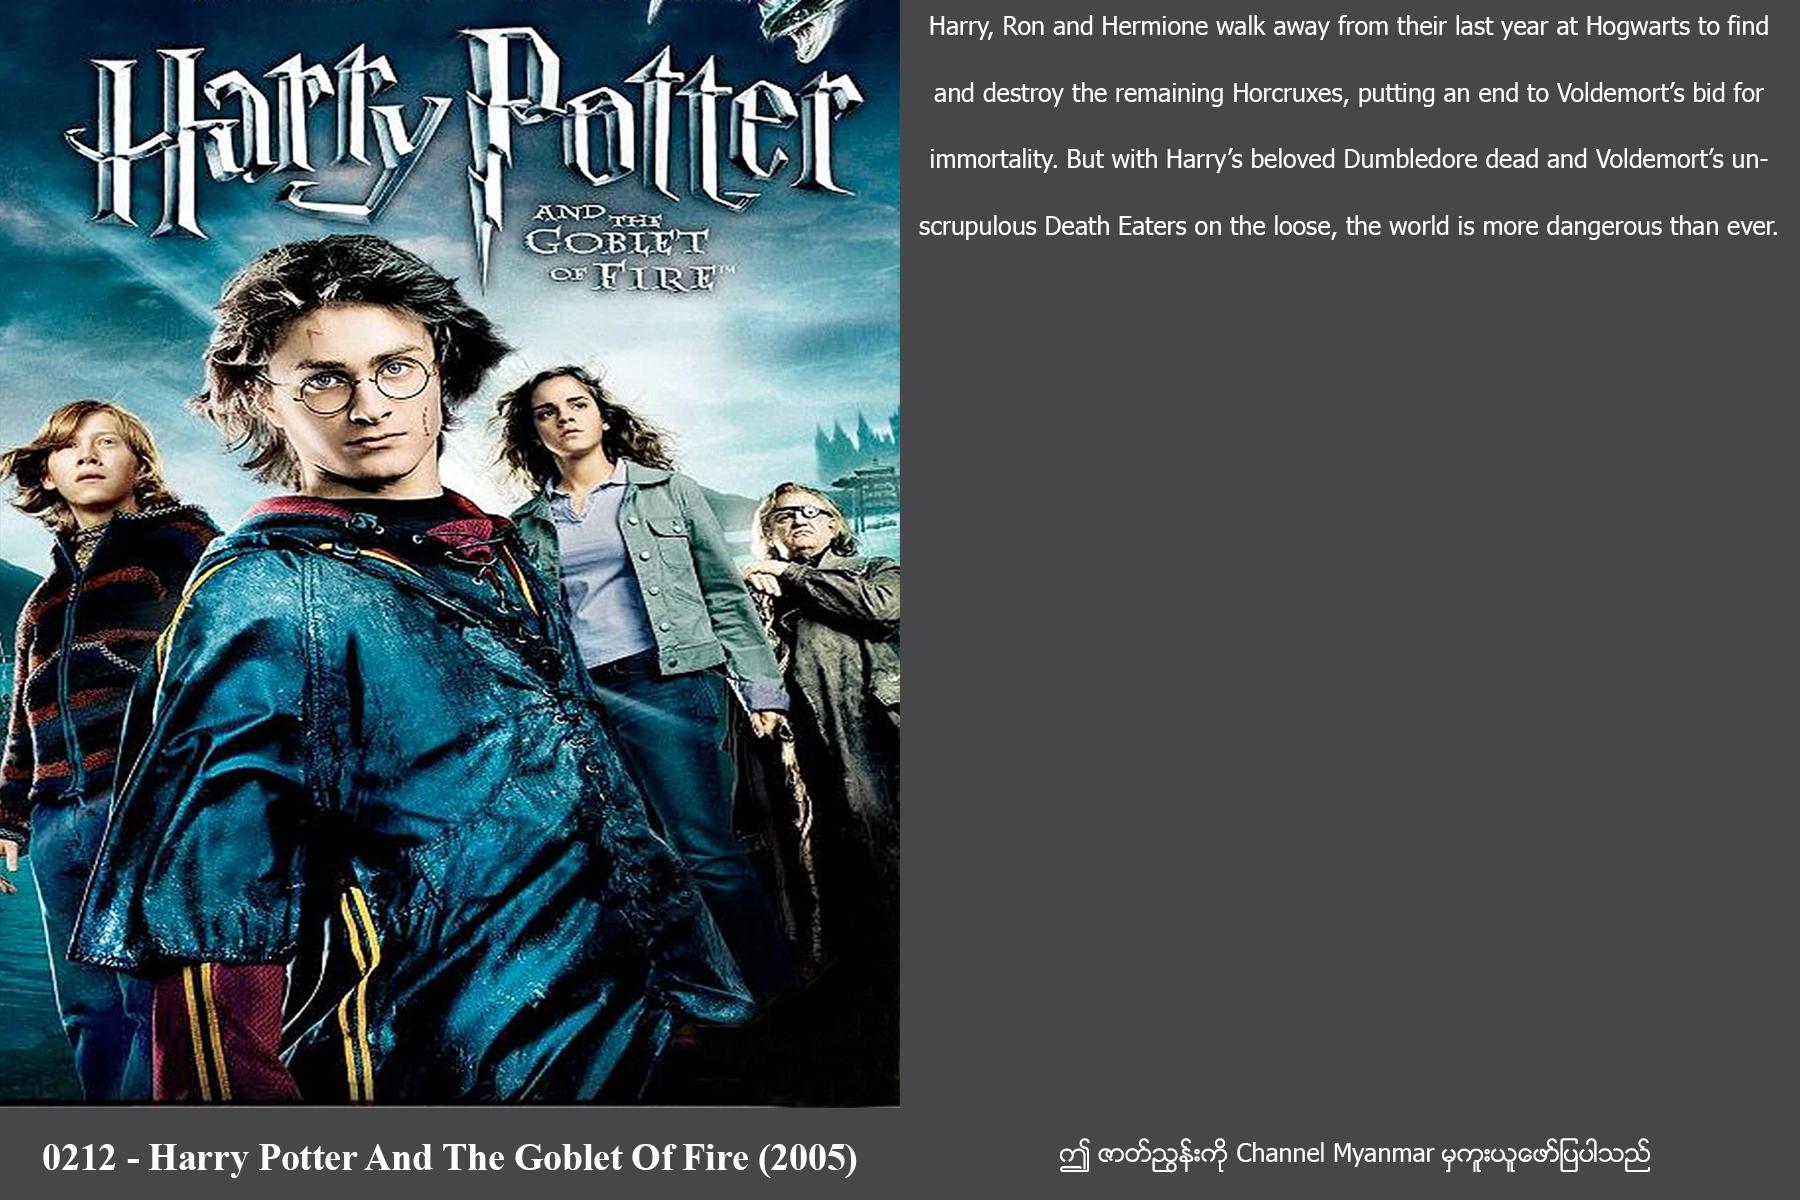 Harry Potter
AND THE
GOBLET
OF FIRE™
Harry, Ron and Hermione walk away from their last year at Hogwarts to find
and destroy the remaining Horcruxes, putting an end to Voldemort’s bid for
immortality. But with Harry’s beloved Dumbledore dead and Voldemort’s un-
scrupulous Death Eaters on the loose, the world is more dangerous than ever.
0212 - Harry Potter And The Goblet Of Fire (2005)
ဤ ဇာတ်ညွှန်းကို Channel Myanmar မှကူးယူဖော်ပြပါသည်